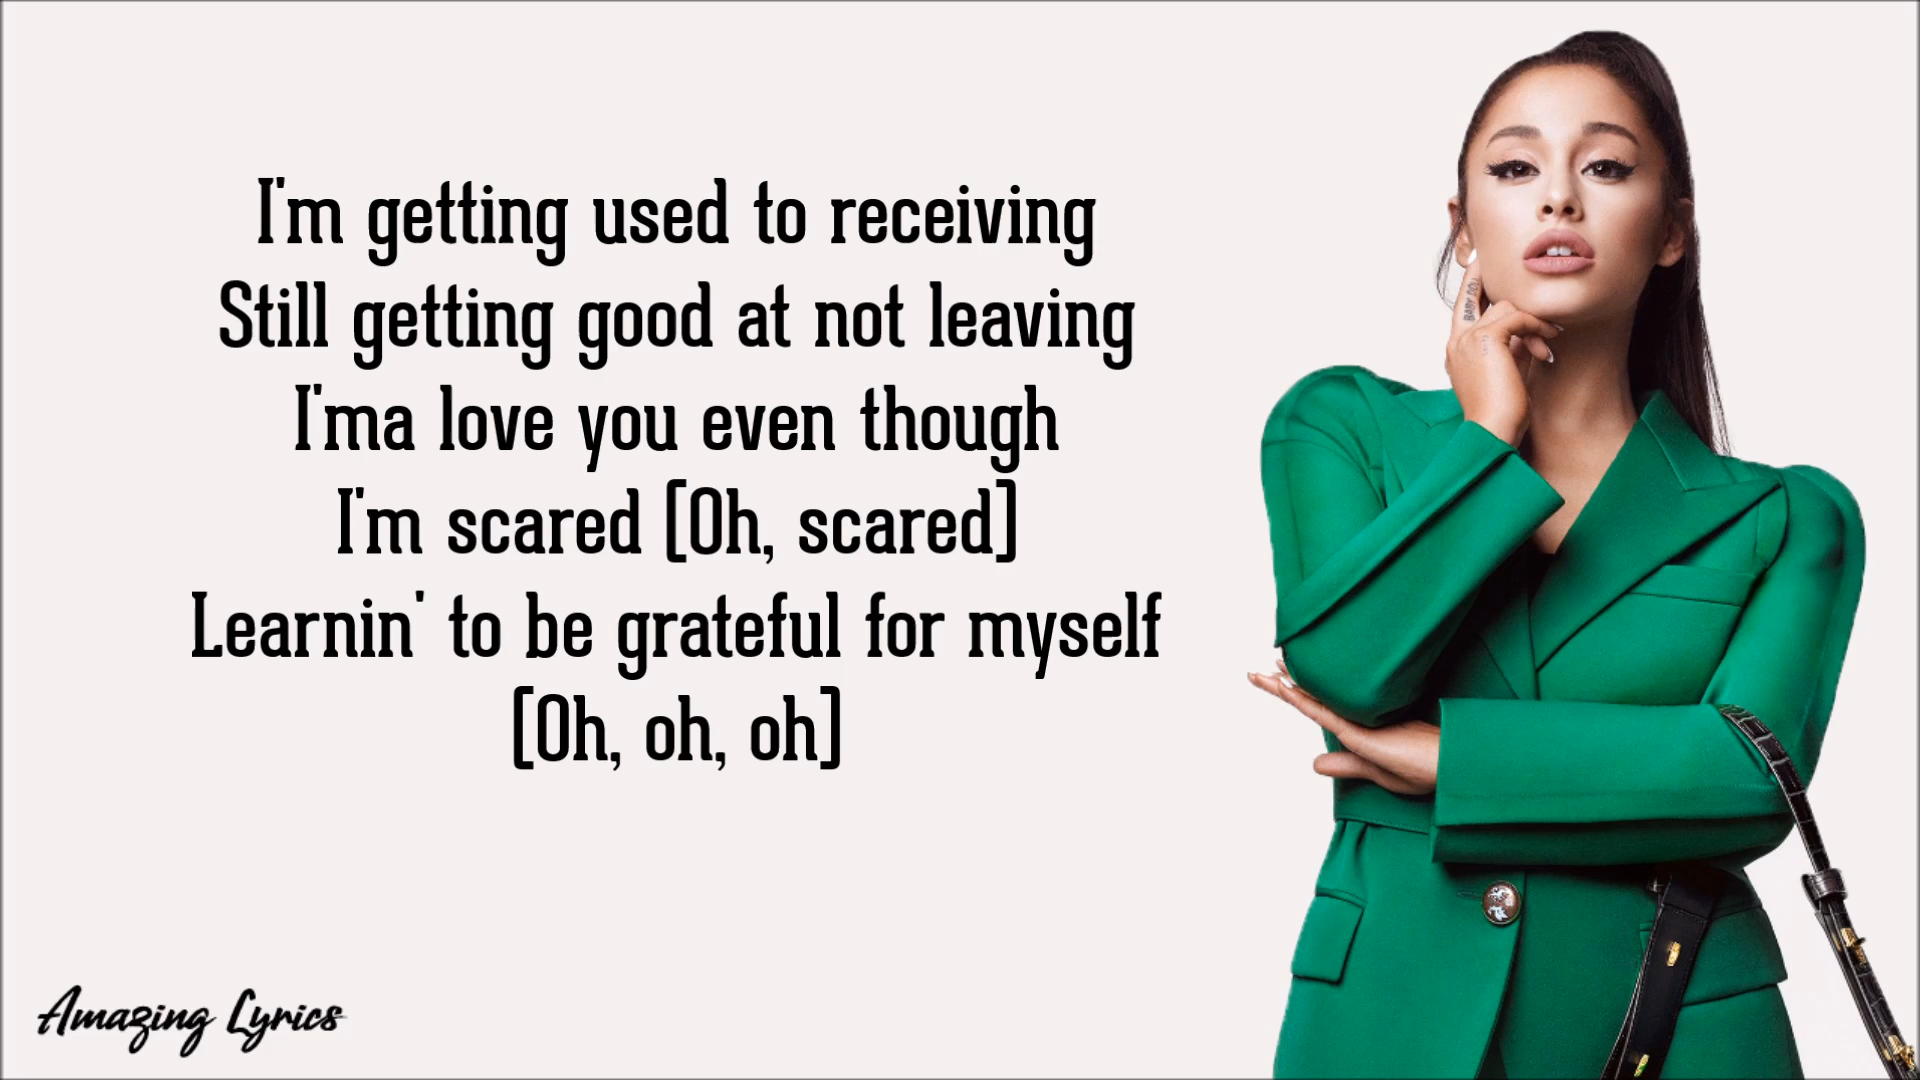 I'm getting used to receiving
Still getting good at not leaving
I'ma love you even though
I'm scared [Oh, scared]
Learnin' to be grateful for myself
[Oh, oh, oh]
Amazing Lyrics